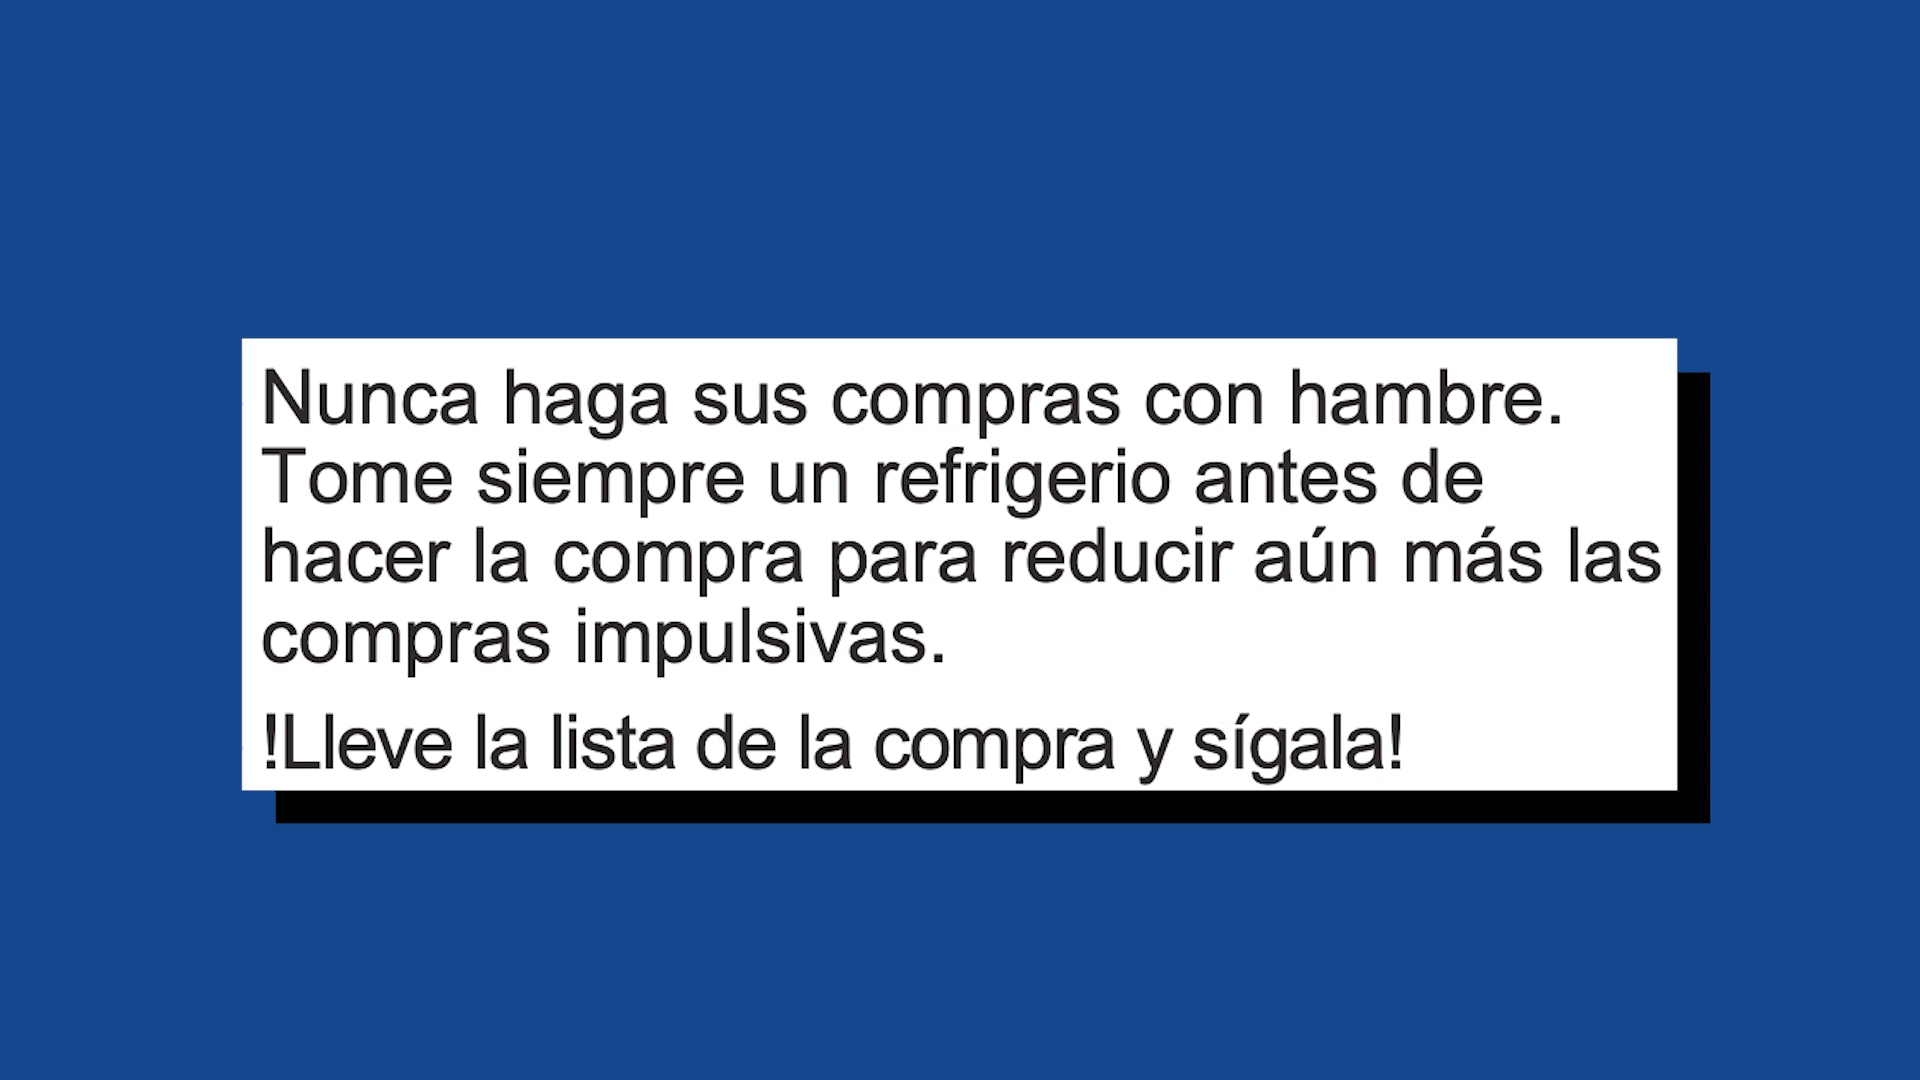 Nunca haga sus compras con hambre.
Tome siempre un refrigerio antes de
hacer la compra para reducir aún más las
compras impulsivas.
!Lleve la lista de la compra y sígala!